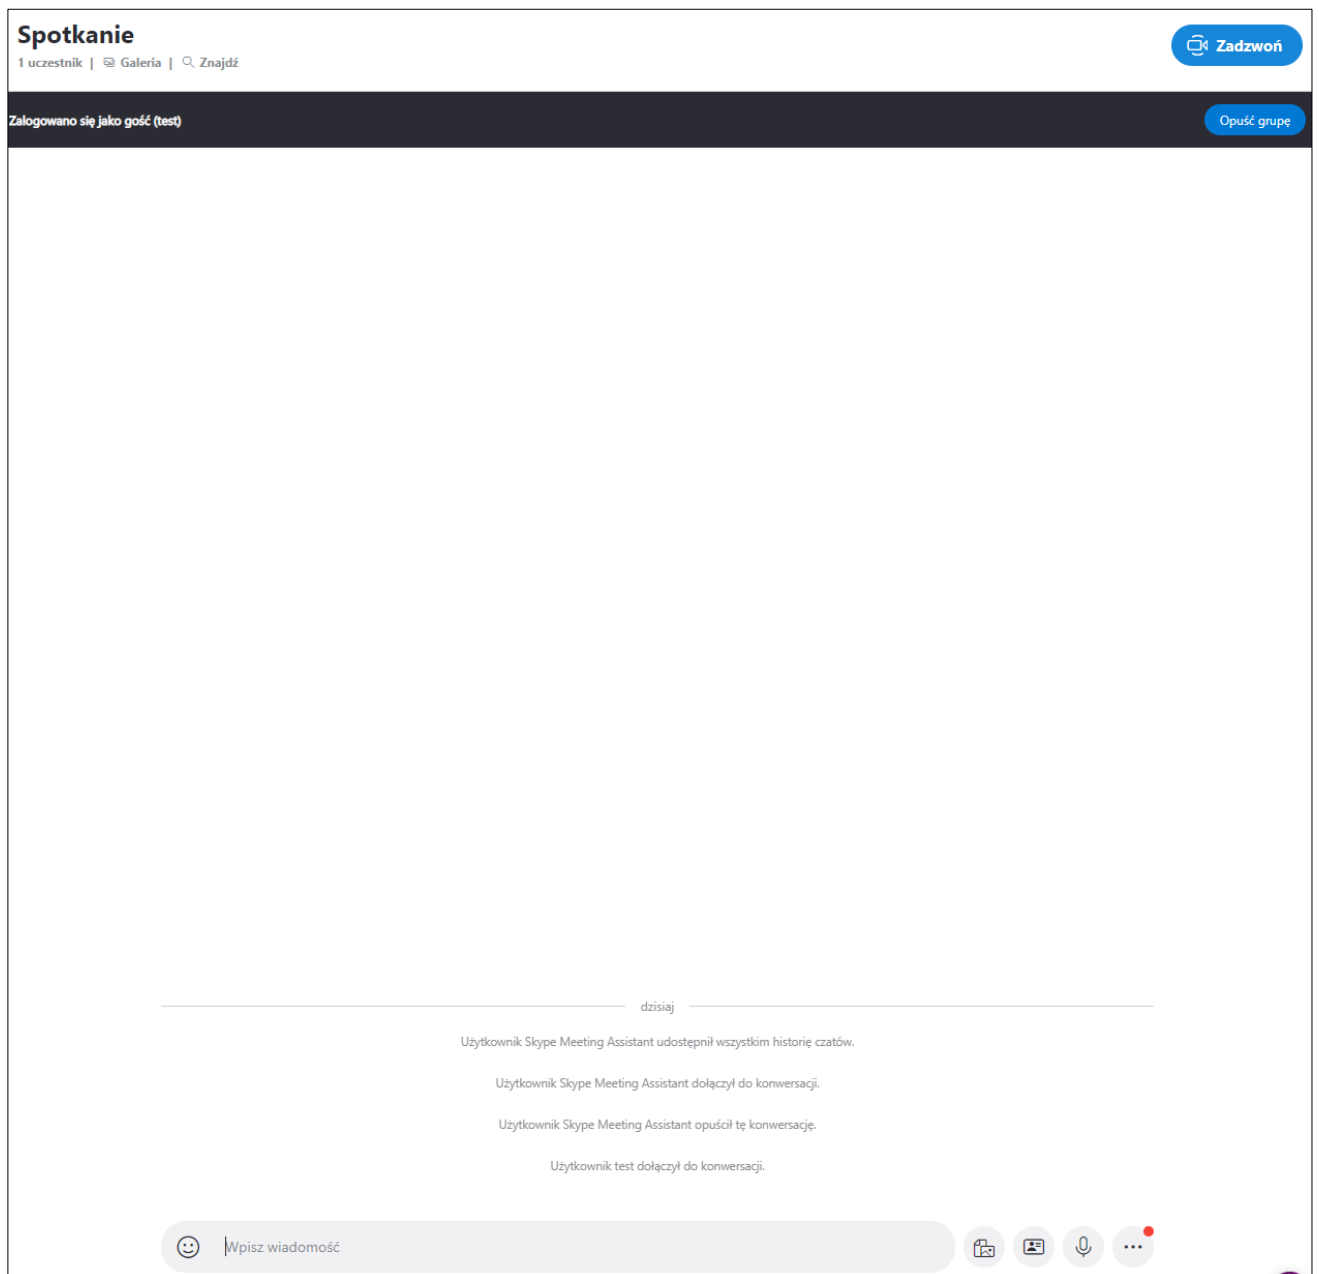 Spotkanie
Zadzwoń
1 uczestnik | Galeria | Znajdź
Zalogowano się jako gość (test)
Opuść grupę
dzisiaj
Użytkownik Skype Meeting Assistant udostępnił wszystkim historię czatów.
Użytkownik Skype Meeting Assistant dołączył do konwersacji.
Użytkownik Skype Meeting Assistant opuścił tę konwersację.
Użytkownik test dołączył do konwersacji.
Wpisz wiadomość